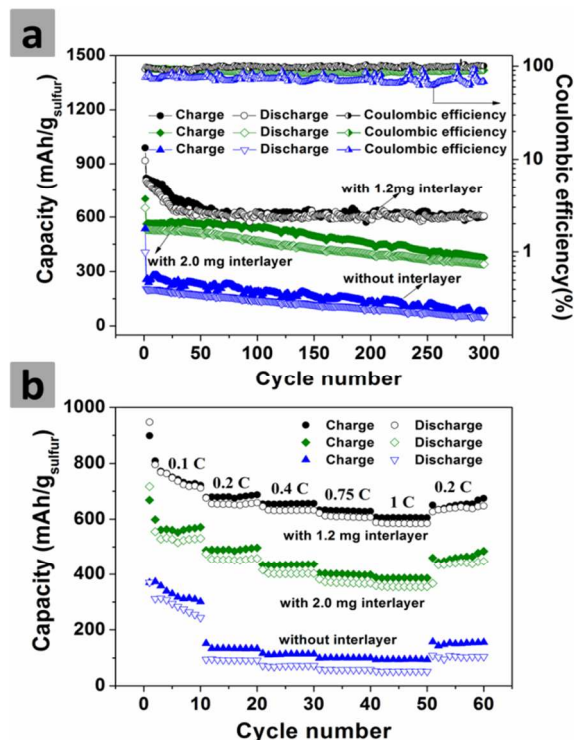 a
1500
1200
900
600
300
0
Capacity (mAh/g_sulfur)
100
10
1
Coulombic efficiency(%)
Charge Discharge Coulombic efficiency
Charge Discharge Coulombic efficiency
Charge Discharge Coulombic efficiency
with 1.2mg interlayer
with 2.0 mg interlayer
without interlayer
0 50 100 150 200 250 300
Cycle number
b
1000
800
600
400
200
0
Capacity (mAh/g_sulfur)
Charge Discharge
Charge Discharge
Charge Discharge
0.1 C
0.2 C
0.4 C
0.75 C
1 C
0.2 C
with 1.2 mg interlayer
with 2.0 mg interlayer
without interlayer
0 10 20 30 40 50 60
Cycle number